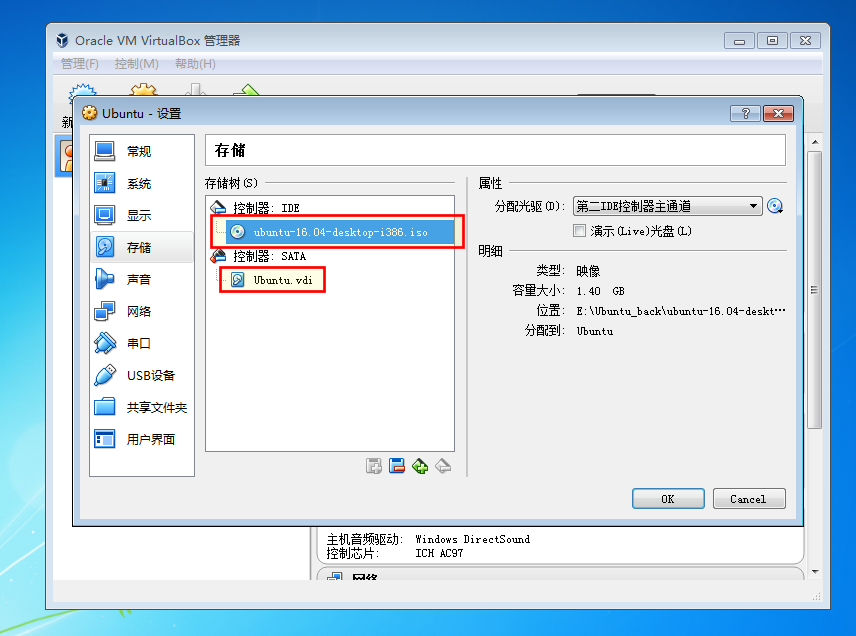 Oracle VM VirtualBox 管理器
管理(F) 控制(M) 帮助(H)
Ubuntu - 设置
常规
系统
显示
存储
声音
网络
串口
USB设备
共享文件夹
用户界面
存储
存储树(S)
控制器: IDE
ubuntu-16.04-desktop-i386.iso
控制器: SATA
Ubuntu.vdi
属性
分配光驱(D): 第二IDE控制器主通道
演示(Live)光盘(L)
明细
类型: 映像
容量大小: 1.40 GB
位置: E:\Ubuntu_back\ubuntu-16.04-deskt···
分配到: Ubuntu
OK Cancel
主机音频驱动: Windows DirectSound
控制芯片: ICH AC97
网络